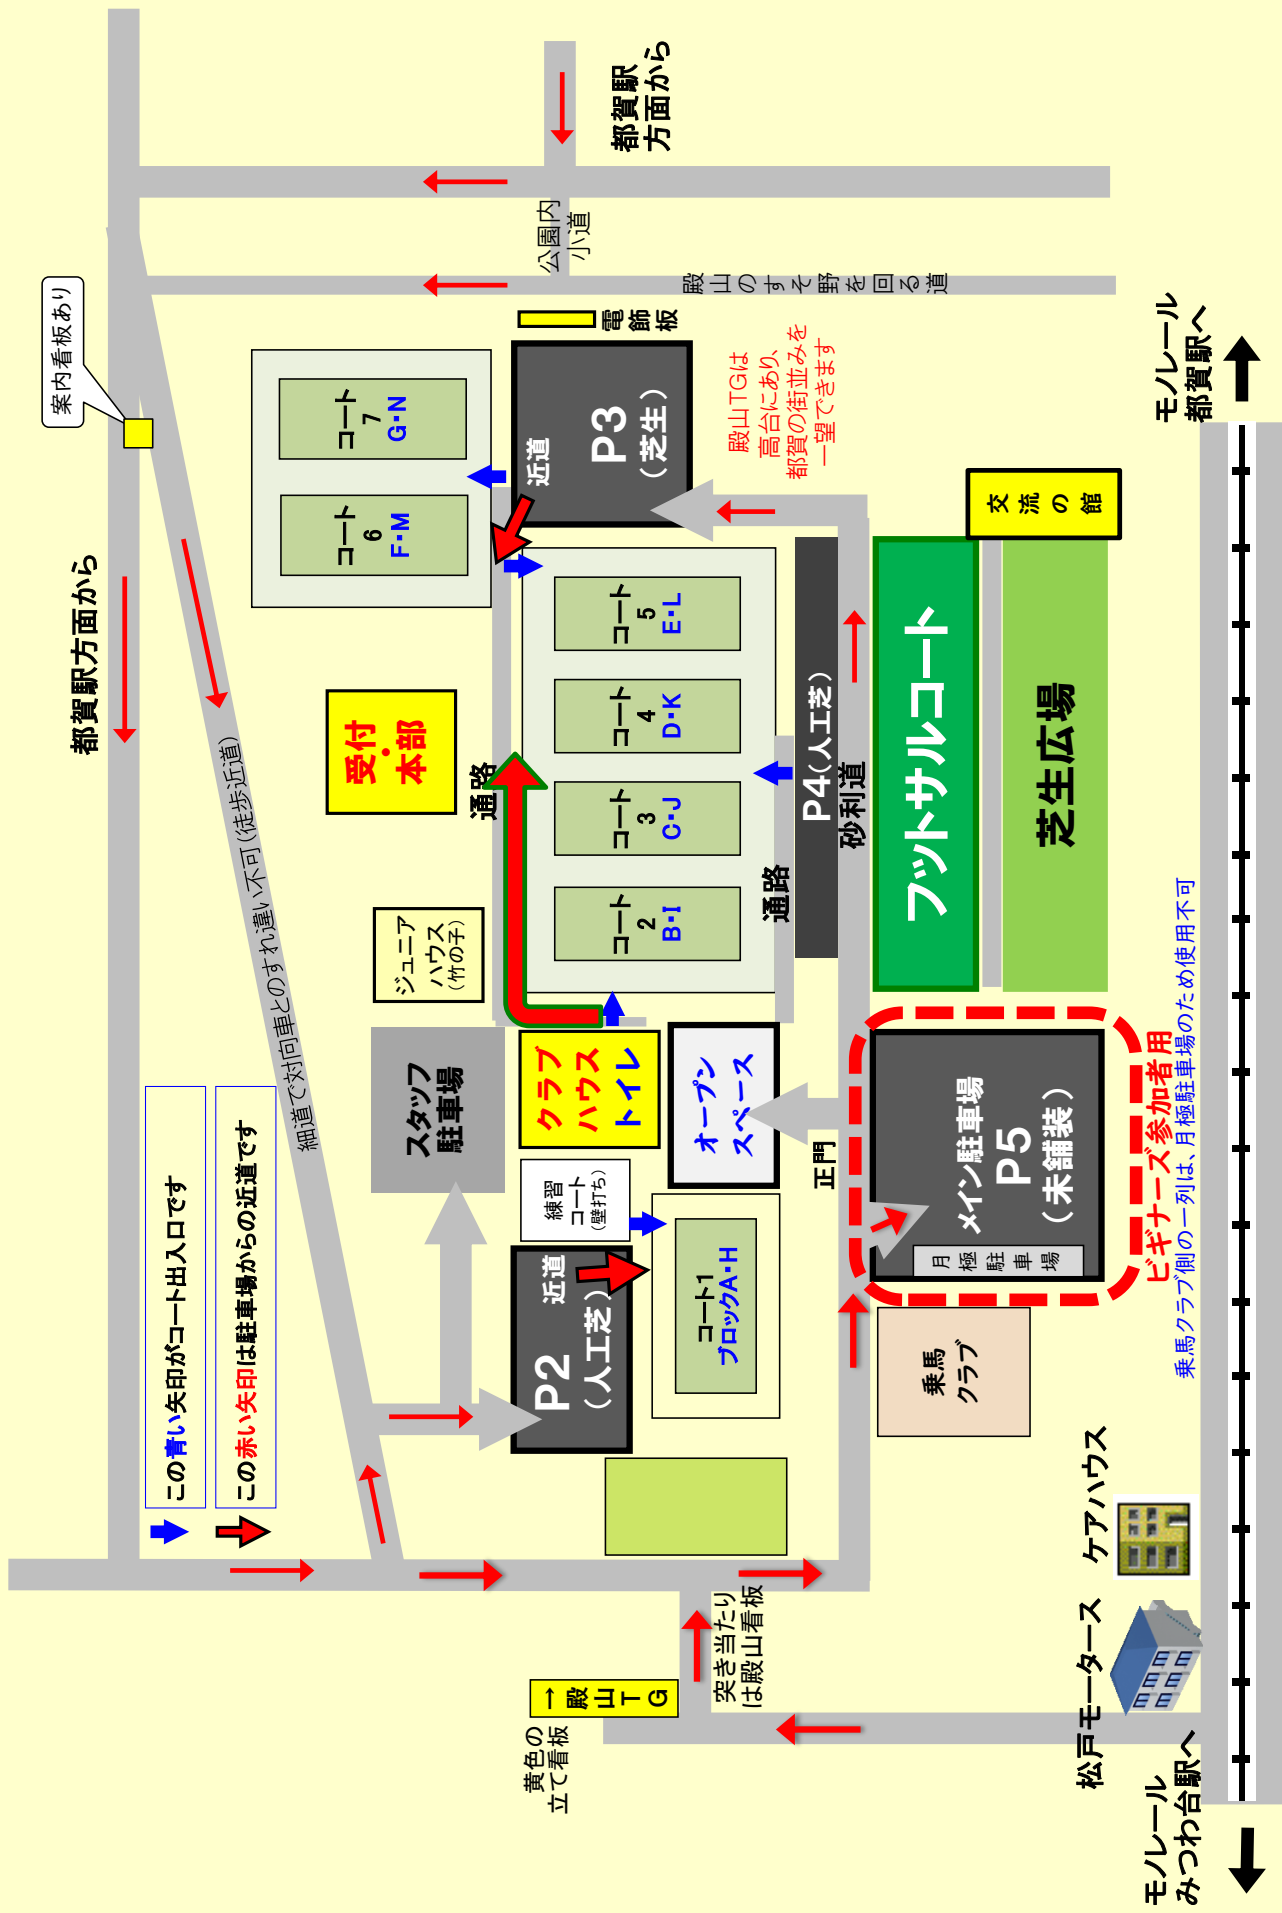 案内看板あり
都賀駅方面から
都賀駅
方面から
公園内
小道
殿山のすそ野を回る道
細道で対向車とのすれ違い不可(徒歩近道)
この青い矢印がコート出入口です
この赤い矢印は駐車場からの近道です
コート
7
G・N
コート
6
F・M
電飾板
近道
P3
(芝生)
殿山TGは
高台にあり、
都賀の街並みを
一望できます
モノレール
都賀駅へ
受付
・
本部
通路
コート
5
E・L
コート
4
D・K
コート
3
C・J
コート
2
B・I
P4(人工芝)
砂利道
通路
フットサルコート
交流の館
芝生広場
ジュニア
ハウス
(竹の子)
スタッフ
駐車場
クラブ
ハウス
トイレ
オープン
スペース
正門
練習
コート
(壁打ち)
近道
P2
(人工芝)
コート1
ブロックA・H
メイン駐車場
P5
(未舗装)
月極駐車場
ビギナーズ参加者用
乗馬クラブ側の一列は、月極駐車場のため使用不可
乗馬
クラブ
ケアハウス
松戸モータース
突き当たり
は殿山看板
→殿山TG
黄色の
立て看板
モノレール
みつわ台駅へ